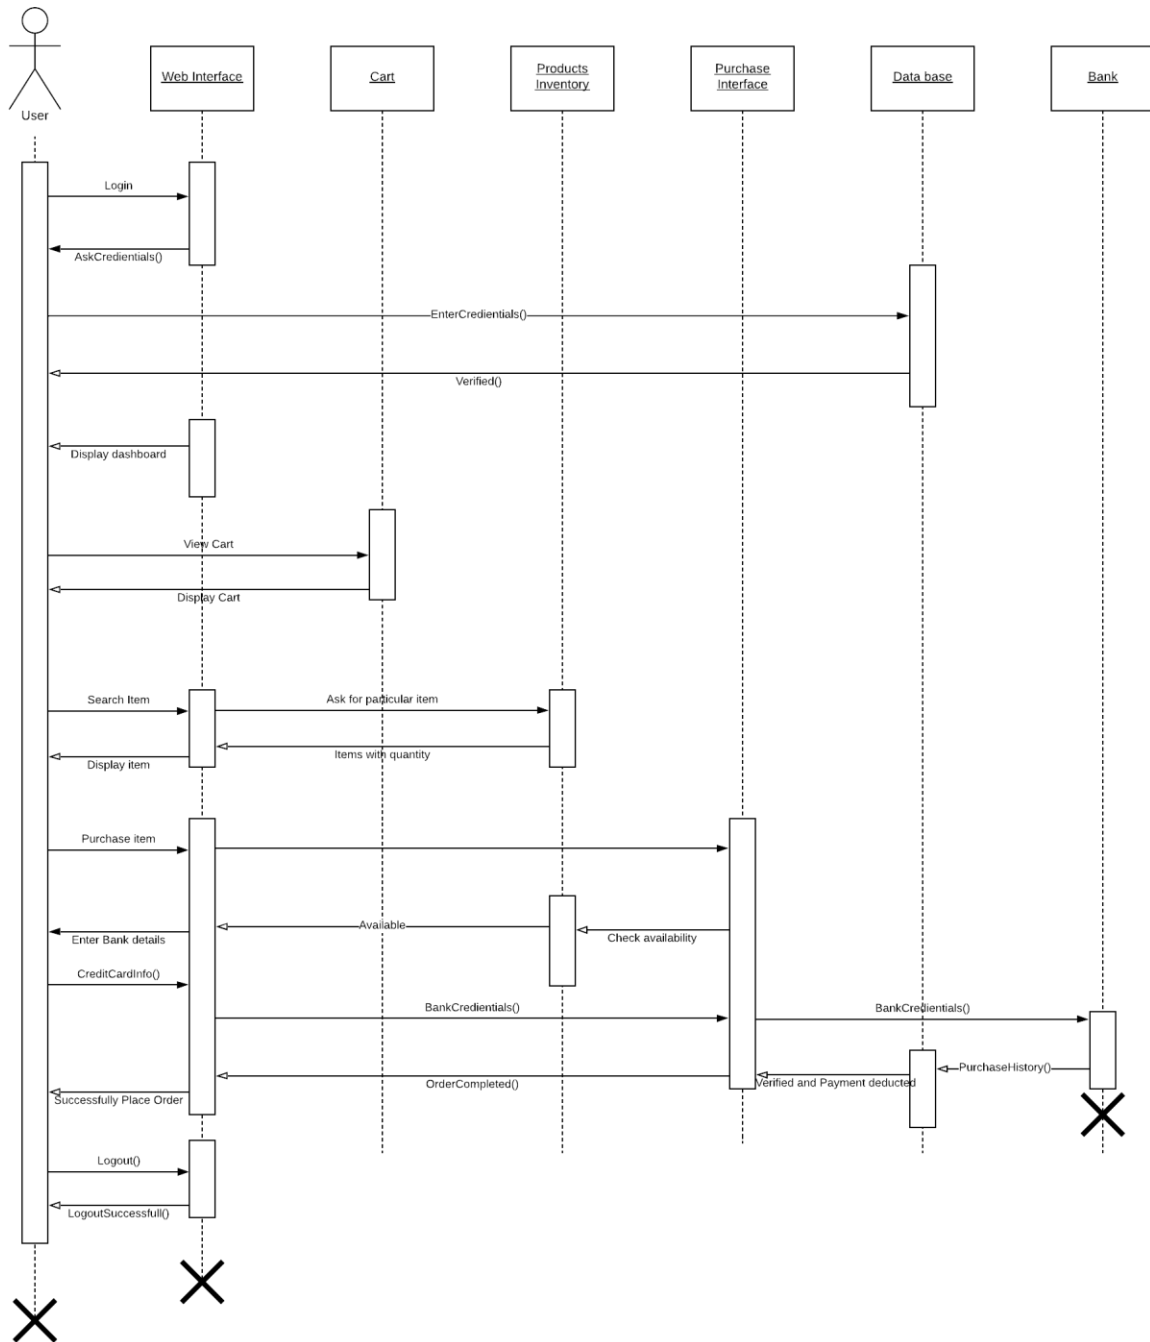 User
Web Interface
Cart
Products
Inventory
Purchase
Interface
Data base
Bank
Login
AskCredentials()
EnterCredientials()
Verified()
Display dashboard
View Cart
Display Cart
Search Item
Ask for particular item
Items with quantity
Display item
Purchase item
Available
Check availability
Enter Bank details
CreditCardInfo()
BankCredientials()
BankCredientials()
PurchaseHistory()
Verified and Payment deducted
OrderCompleted()
Successfully Place Order
Logout()
LogoutSuccessfull()